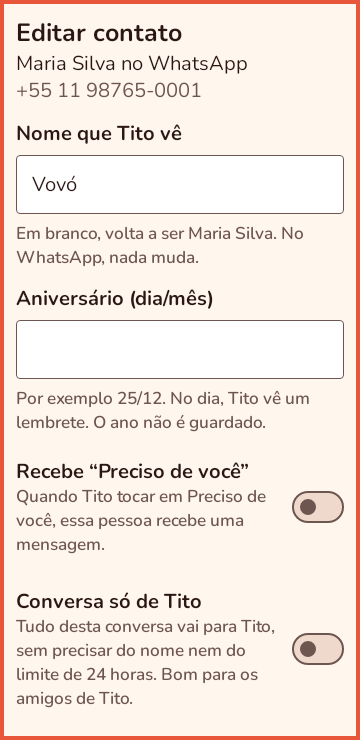 Editar contato
Maria Silva no WhatsApp
+55 11 98765-0001
Nome que Tito vê
Vovó
Em branco, volta a ser Maria Silva. No
WhatsApp, nada muda.
Aniversário (dia/mês)
Por exemplo 25/12. No dia, Tito vê um
lembrete. O ano não é guardado.
Recebe “Preciso de você”
Quando Tito tocar em Preciso de
você, essa pessoa recebe uma
mensagem.
Conversa só de Tito
Tudo desta conversa vai para Tito,
sem precisar do nome nem do
limite de 24 horas. Bom para os
amigos de Tito.